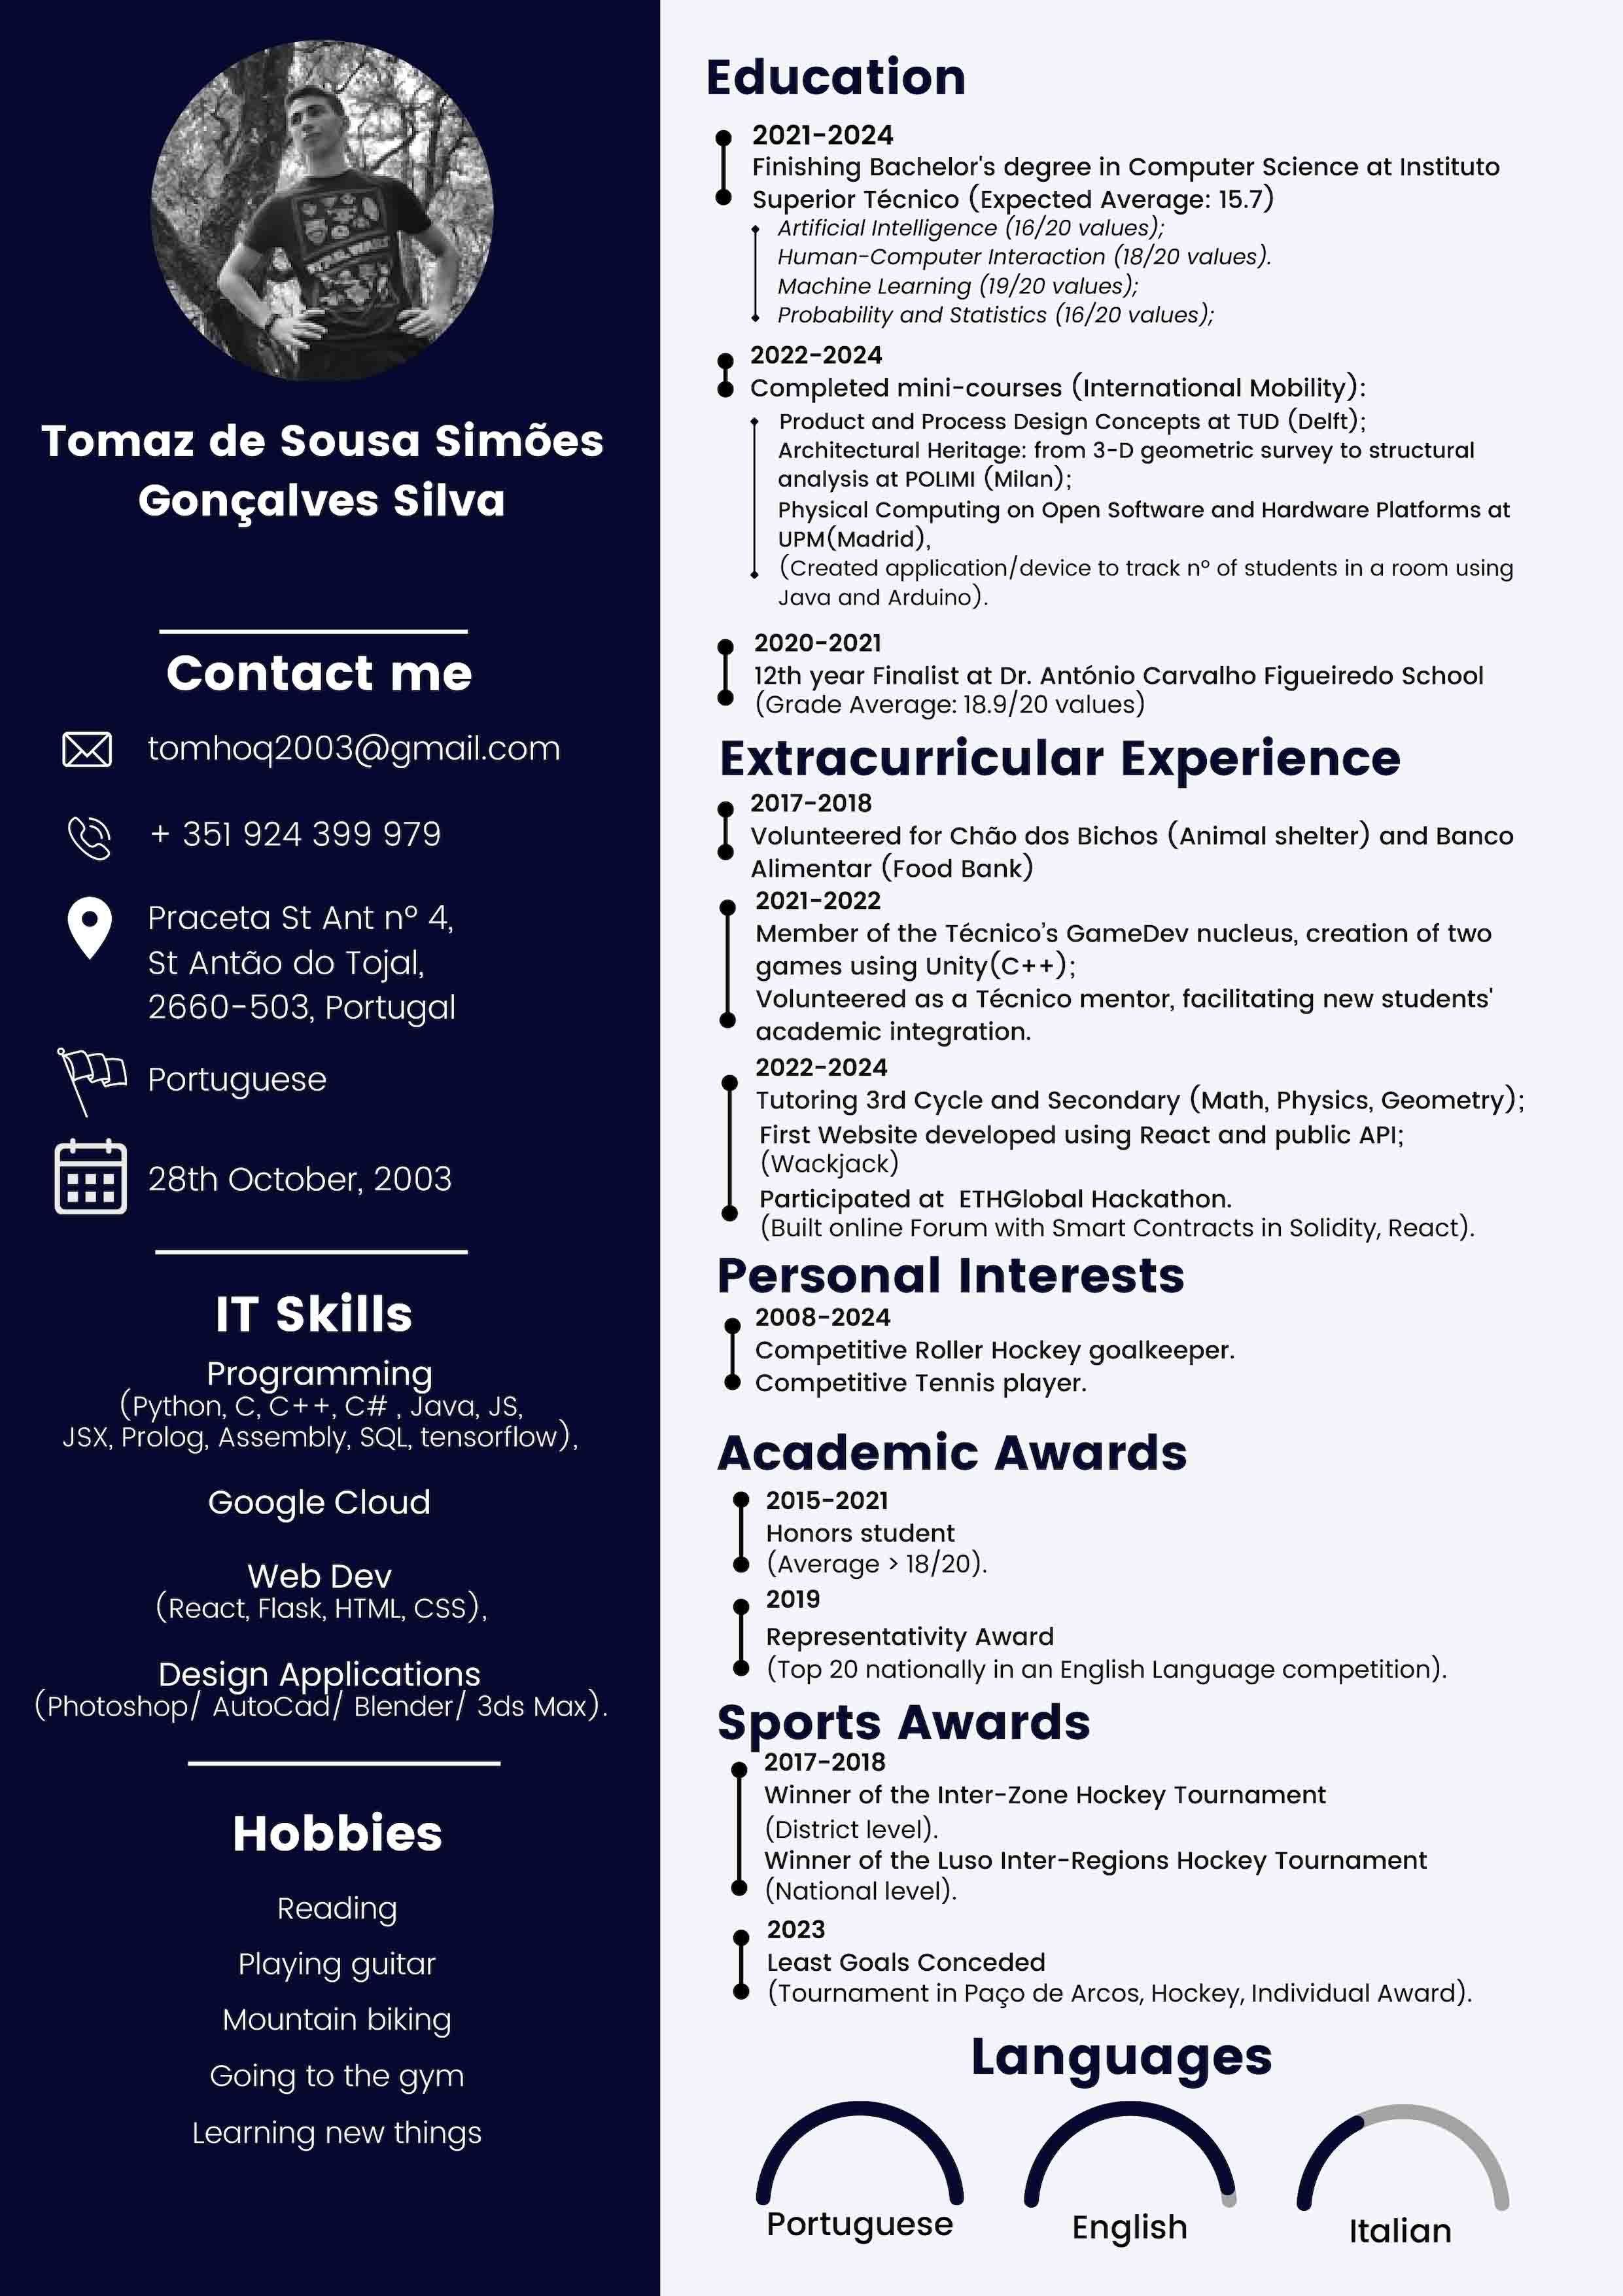 Tomaz de Sousa Simões
Gonçalves Silva
Contact me
tomhoq2003@gmail.com
+ 351 924 399 979
Praceta St Ant nº 4,
St Antão do Tojal,
2660-503, Portugal
Portuguese
28th October, 2003
IT Skills
Programming
(Python, C, C++, C# , Java, JS,
JSX, Prolog, Assembly, SQL, tensorflow),
Google Cloud
Web Dev
(React, Flask, HTML, CSS),
Design Applications
(Photoshop/ AutoCad/ Blender/ 3ds Max).
Hobbies
Reading
Playing guitar
Mountain biking
Going to the gym
Learning new things
Education
2021-2024
Finishing Bachelor's degree in Computer Science at Instituto
Superior Técnico (Expected Average: 15.7)
Artificial Intelligence (16/20 values);
Human-Computer Interaction (18/20 values).
Machine Learning (19/20 values);
Probability and Statistics (16/20 values);
2022-2024
Completed mini-courses (International Mobility):
Product and Process Design Concepts at TUD (Delft);
Architectural Heritage: from 3-D geometric survey to structural
analysis at POLIMI (Milan);
Physical Computing on Open Software and Hardware Platforms at
UPM(Madrid),
(Created application/device to track nº of students in a room using
Java and Arduino).
2020-2021
12th year Finalist at Dr. António Carvalho Figueiredo School
(Grade Average: 18.9/20 values)
Extracurricular Experience
2017-2018
Volunteered for Chão dos Bichos (Animal shelter) and Banco
Alimentar (Food Bank)
2021-2022
Member of the Técnico’s GameDev nucleus, creation of two
games using Unity(C++);
Volunteered as a Técnico mentor, facilitating new students'
academic integration.
2022-2024
Tutoring 3rd Cycle and Secondary (Math, Physics, Geometry);
First Website developed using React and public API;
(Wackjack)
Participated at  ETHGlobal Hackathon.
(Built online Forum with Smart Contracts in Solidity, React).
Personal Interests
2008-2024
Competitive Roller Hockey goalkeeper.
Competitive Tennis player.
Academic Awards
2015-2021
Honors student
(Average > 18/20).
2019
Representativity Award
(Top 20 nationally in an English Language competition).
Sports Awards
2017-2018
Winner of the Inter-Zone Hockey Tournament
(District level).
Winner of the Luso Inter-Regions Hockey Tournament
(National level).
2023
Least Goals Conceded
(Tournament in Paço de Arcos, Hockey, Individual Award).
Languages
Portuguese
English
Italian